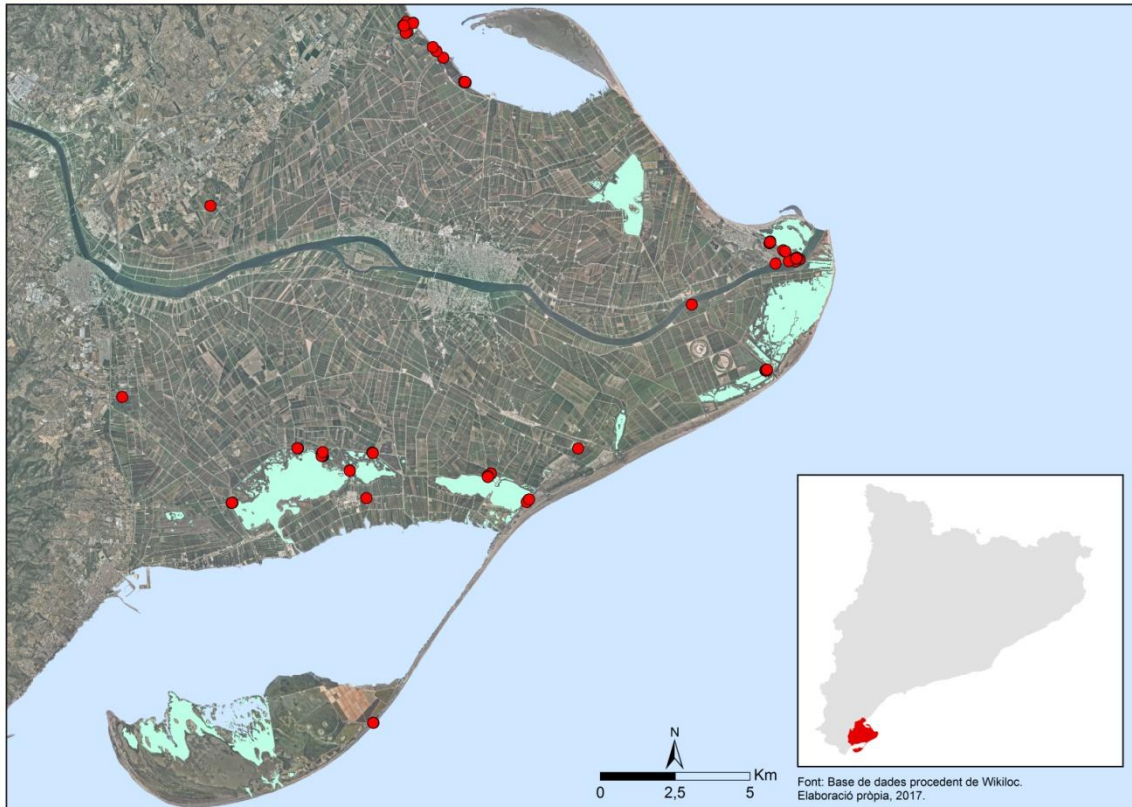 N
Km
0 2,5 5
Font: Base de dades procedent de Wikiloc.
Elaboració pròpia, 2017.